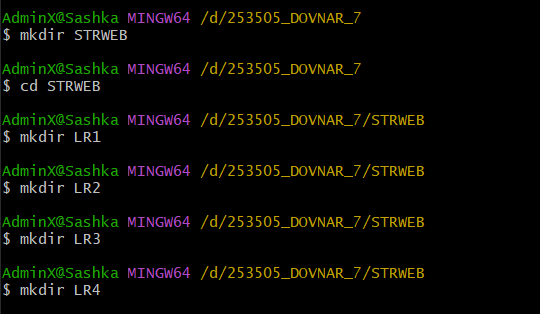 AdminX@Sashka MINGW64 /d/253505_DOVNAR_7
$ mkdir STRWEB
AdminX@Sashka MINGW64 /d/253505_DOVNAR_7
$ cd STRWEB
AdminX@Sashka MINGW64 /d/253505_DOVNAR_7/STRWEB
$ mkdir LR1
AdminX@Sashka MINGW64 /d/253505_DOVNAR_7/STRWEB
$ mkdir LR2
AdminX@Sashka MINGW64 /d/253505_DOVNAR_7/STRWEB
$ mkdir LR3
AdminX@Sashka MINGW64 /d/253505_DOVNAR_7/STRWEB
$ mkdir LR4